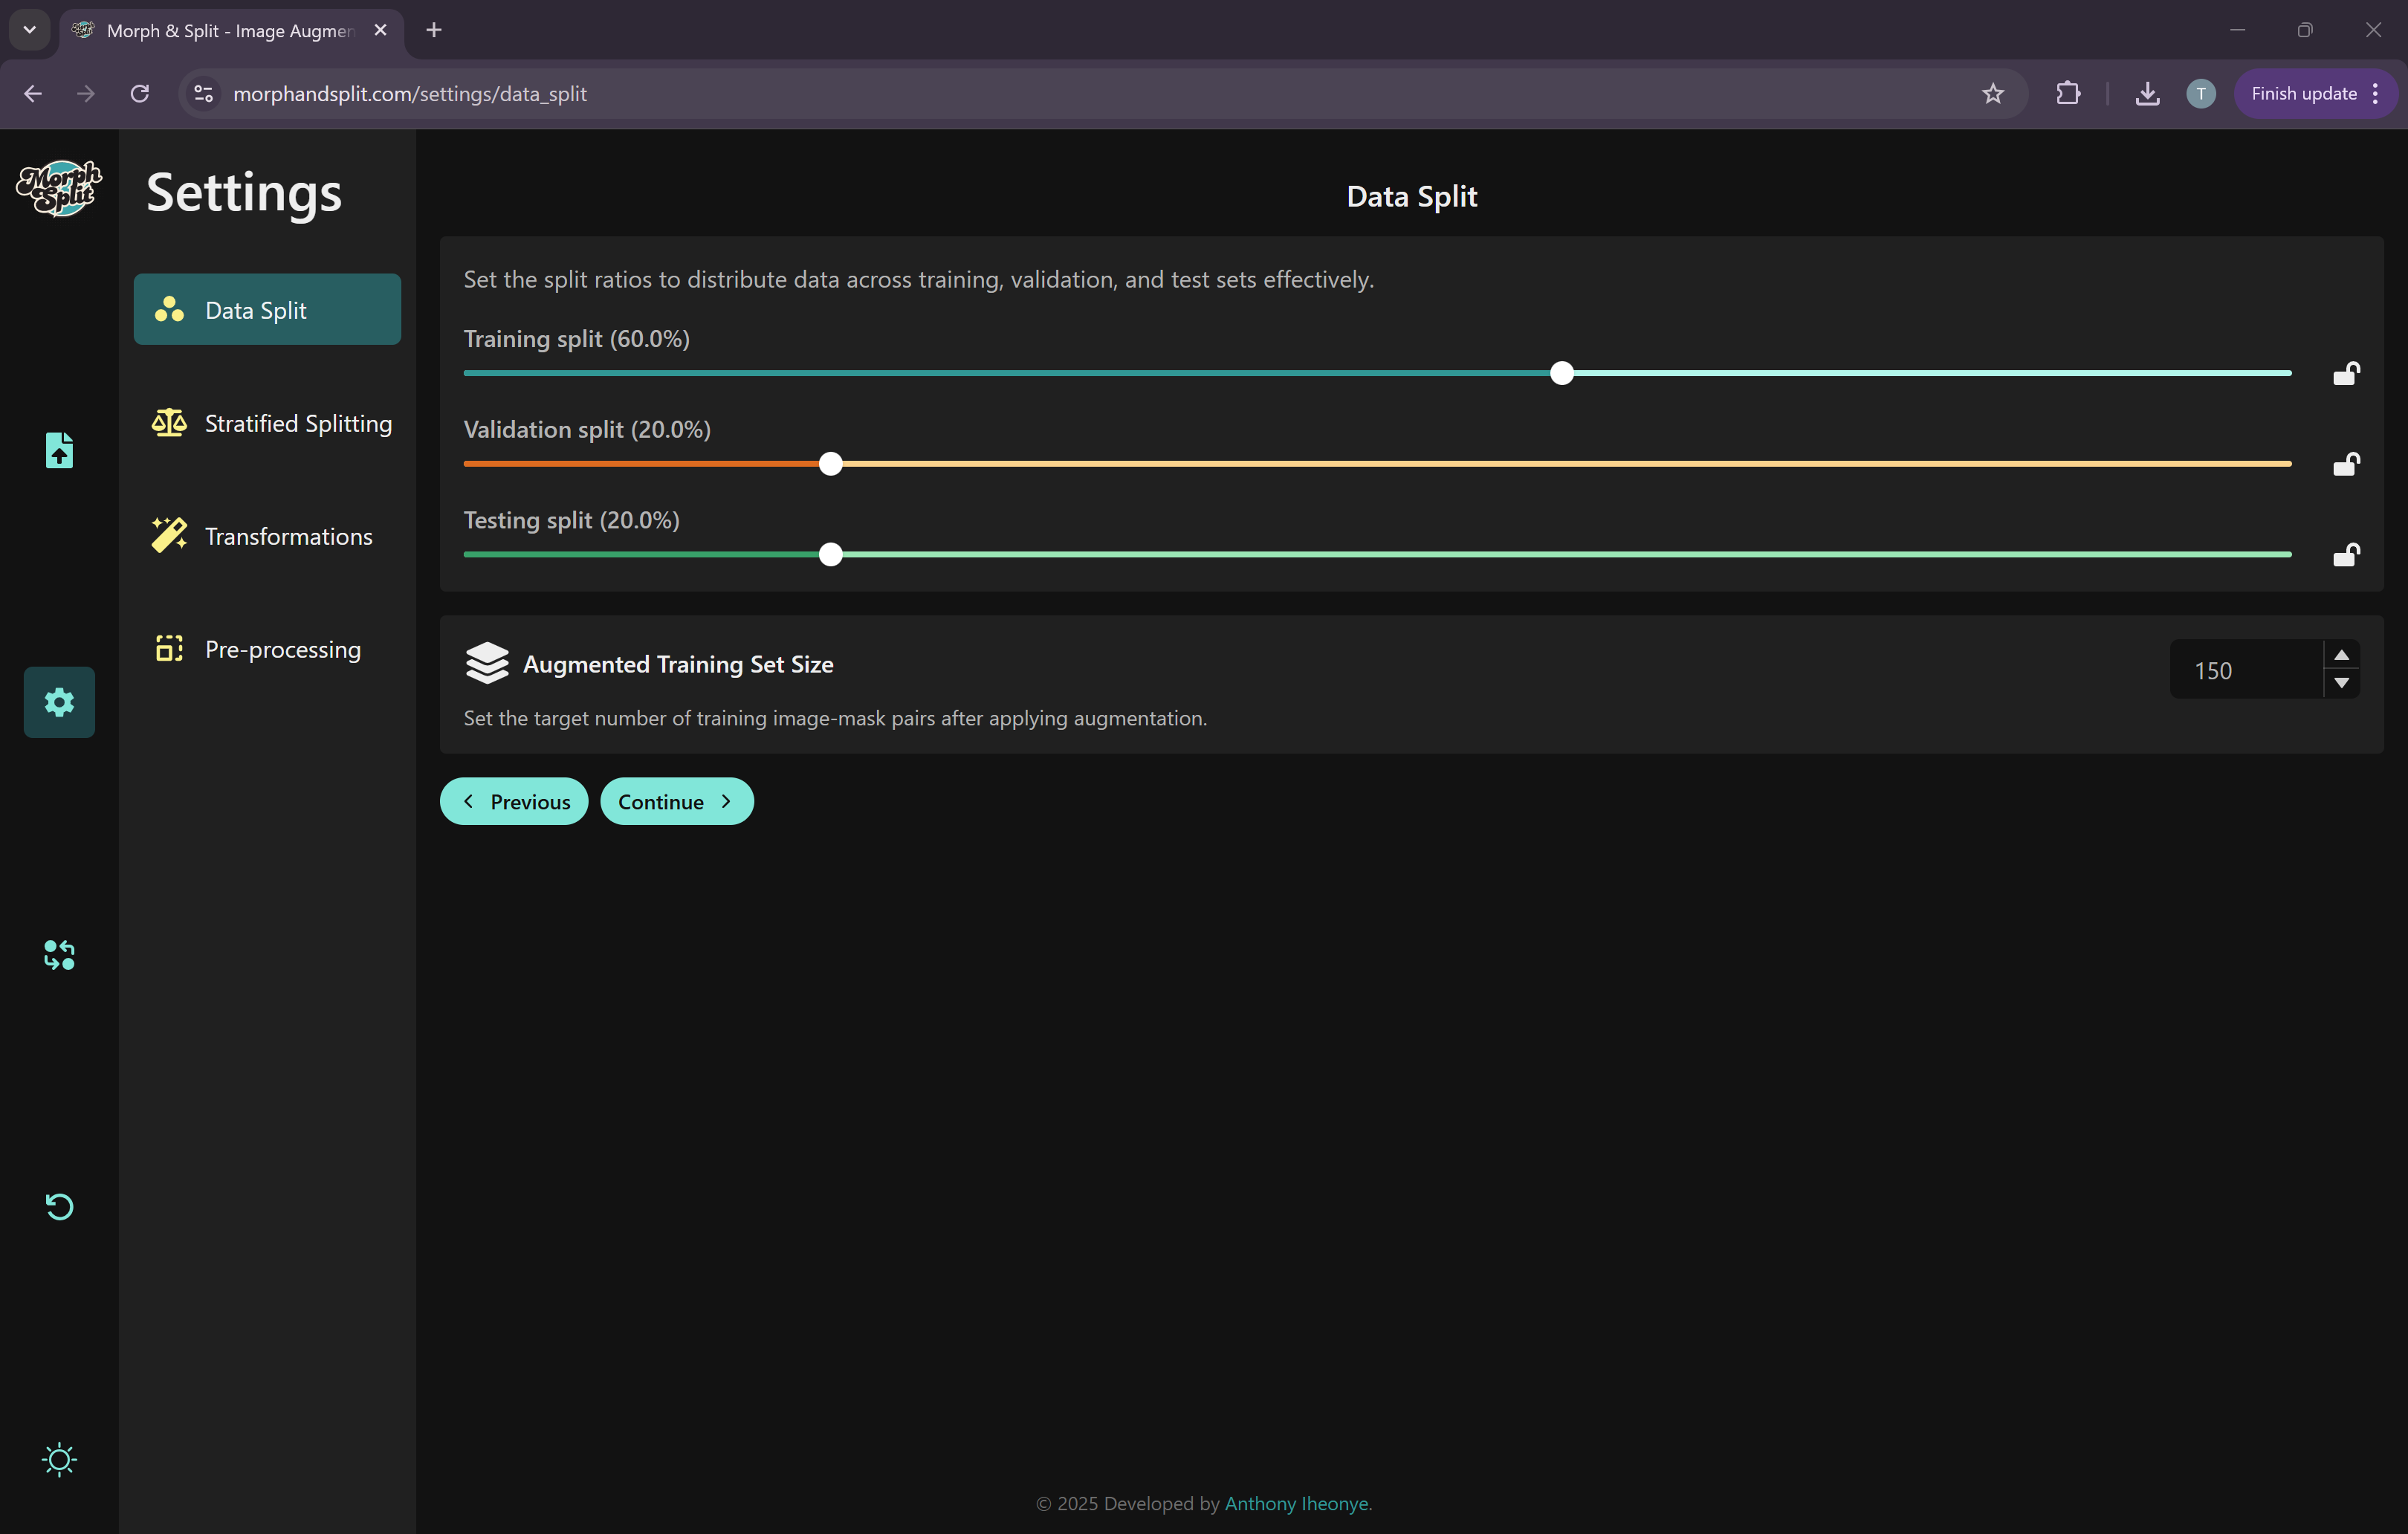 Morph & Split - Image Augmen
morphandsplit.com/settings/data_split
T
Finish update
Morph
Split
Settings
Data Split
Stratified Splitting
Transformations
Pre-processing
Data Split
Set the split ratios to distribute data across training, validation, and test sets effectively.
Training split (60.0%)
Validation split (20.0%)
Testing split (20.0%)
Augmented Training Set Size
150
Set the target number of training image-mask pairs after applying augmentation.
Previous
Continue
© 2025 Developed by Anthony Iheonye.